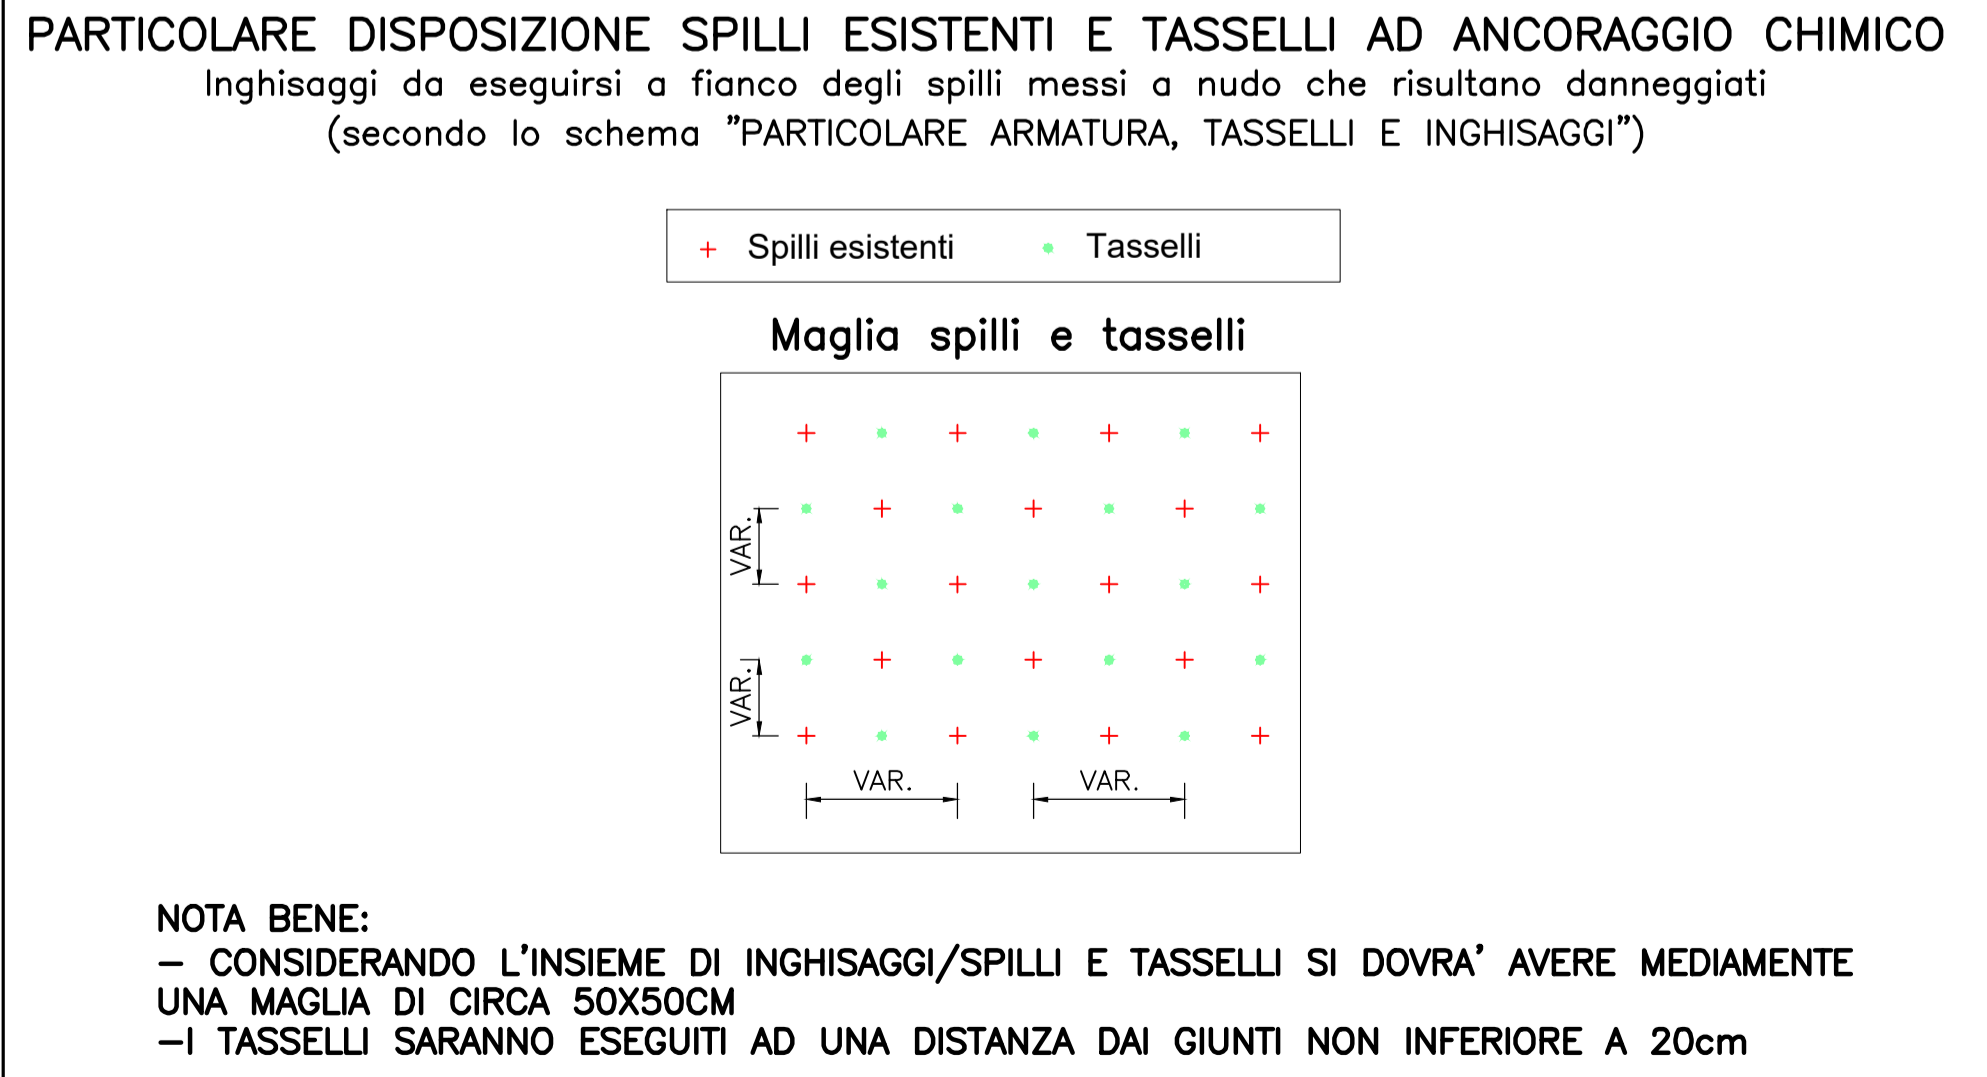 PARTICOLARE DISPOSIZIONE SPILLI ESISTENTI E TASSELLI AD ANCORAGGIO CHIMICO
Inghisaggi da eseguirsi a fianco degli spilli messi a nudo che risultano danneggiati
(secondo lo schema "PARTICOLARE ARMATURA, TASSELLI E INGHISAGGI")
Spilli esistenti
Tasselli
Maglia spilli e tasselli
VAR.
VAR.
VAR.
VAR.
NOTA BENE:
- CONSIDERANDO L'INSIEME DI INGHISAGGI/SPILLI E TASSELLI SI DOVRA' AVERE MEDIAMENTE
UNA MAGLIA DI CIRCA 50X50CM
-I TASSELLI SARANNO ESEGUITI AD UNA DISTANZA DAI GIUNTI NON INFERIORE A 20cm